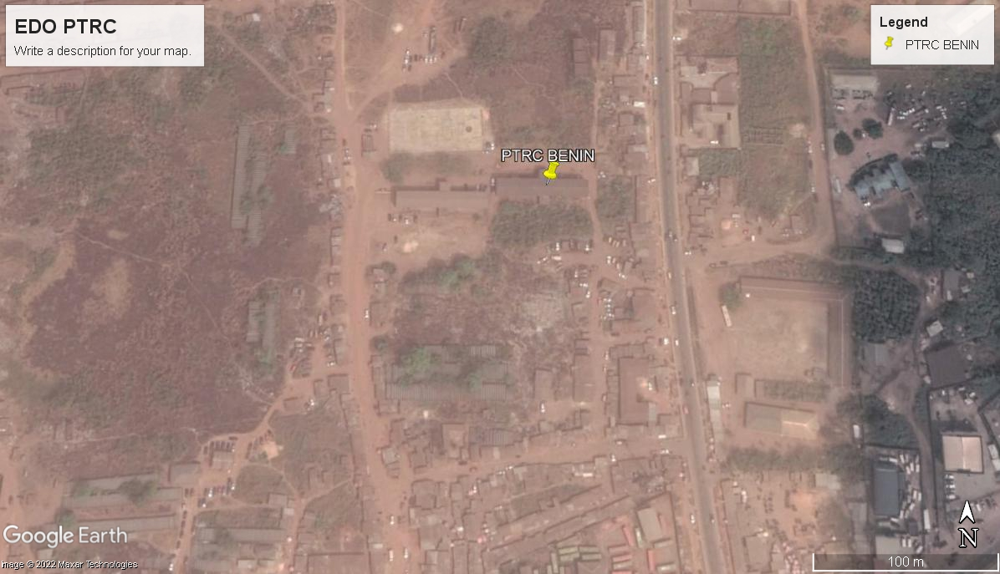 EDO PTRC
Write a description for your map.
Legend
PTRC BENIN
PTRC BENIN
Google Earth
Image © 2022 Maxar Technologies
N
100 m